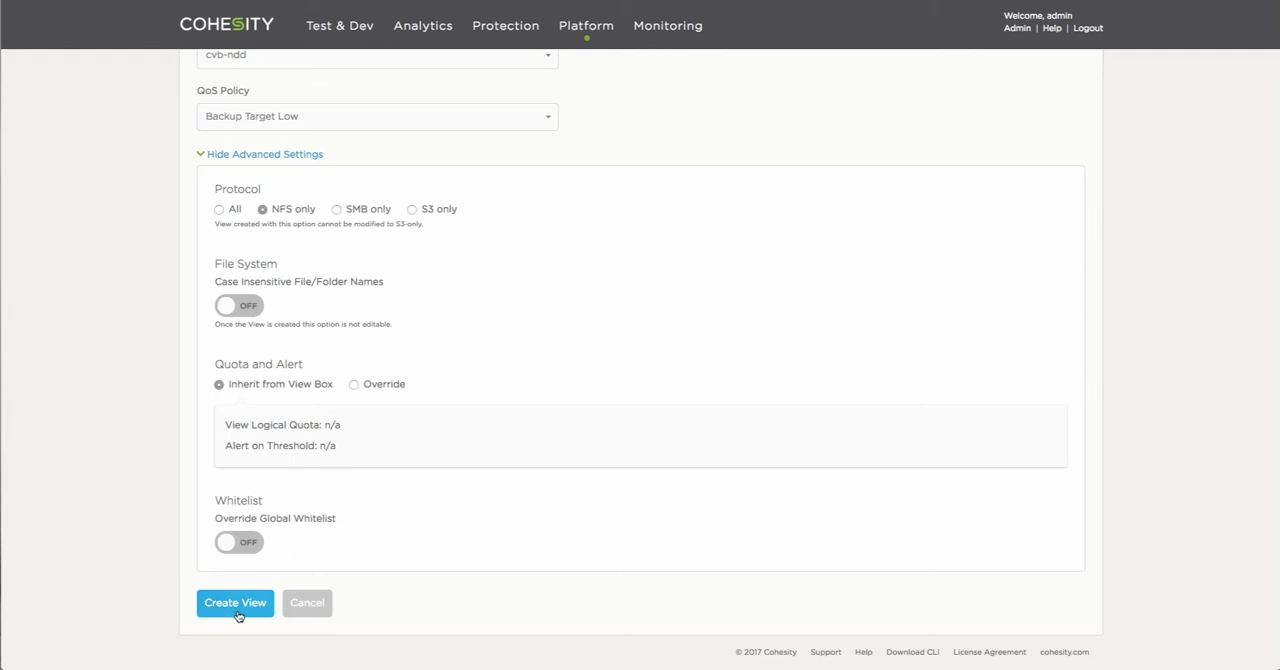 COHESITY Test & Dev Analytics Protection Platform Monitoring
Welcome, admin
Admin | Help | Logout
cvb-ndd
QoS Policy
Backup Target Low
Hide Advanced Settings
Protocol
All NFS only SMB only S3 only
View created with this option cannot be modified to S3-only.
File System
Case Insensitive File/Folder Names
OFF
Once the View is created this option is not editable.
Quota and Alert
Inherit from View Box Override
View Logical Quota: n/a
Alert on Threshold: n/a
Whitelist
Override Global Whitelist
OFF
Create View Cancel
© 2017 Cohesity Support Help Download CLI License Agreement cohesity.com